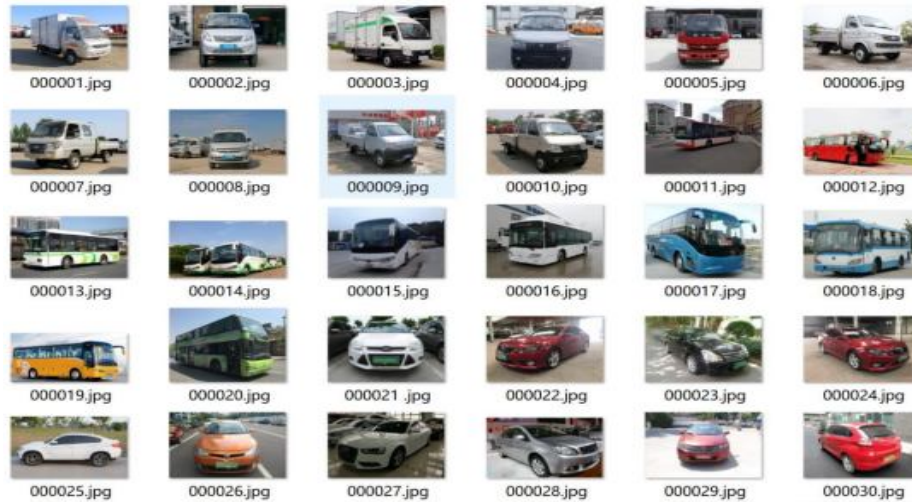 000001.jpg 000002.jpg 000003.jpg 000004.jpg 000005.jpg 000006.jpg
000007.jpg 000008.jpg 000009.jpg 000010.jpg 000011.jpg 000012.jpg
000013.jpg 000014.jpg 000015.jpg 000016.jpg 000017.jpg 000018.jpg
000019.jpg 000020.jpg 000021 .jpg 000022.jpg 000023.jpg 000024.jpg
000025.jpg 000026.jpg 000027.jpg 000028.jpg 000029.jpg 000030.jpg